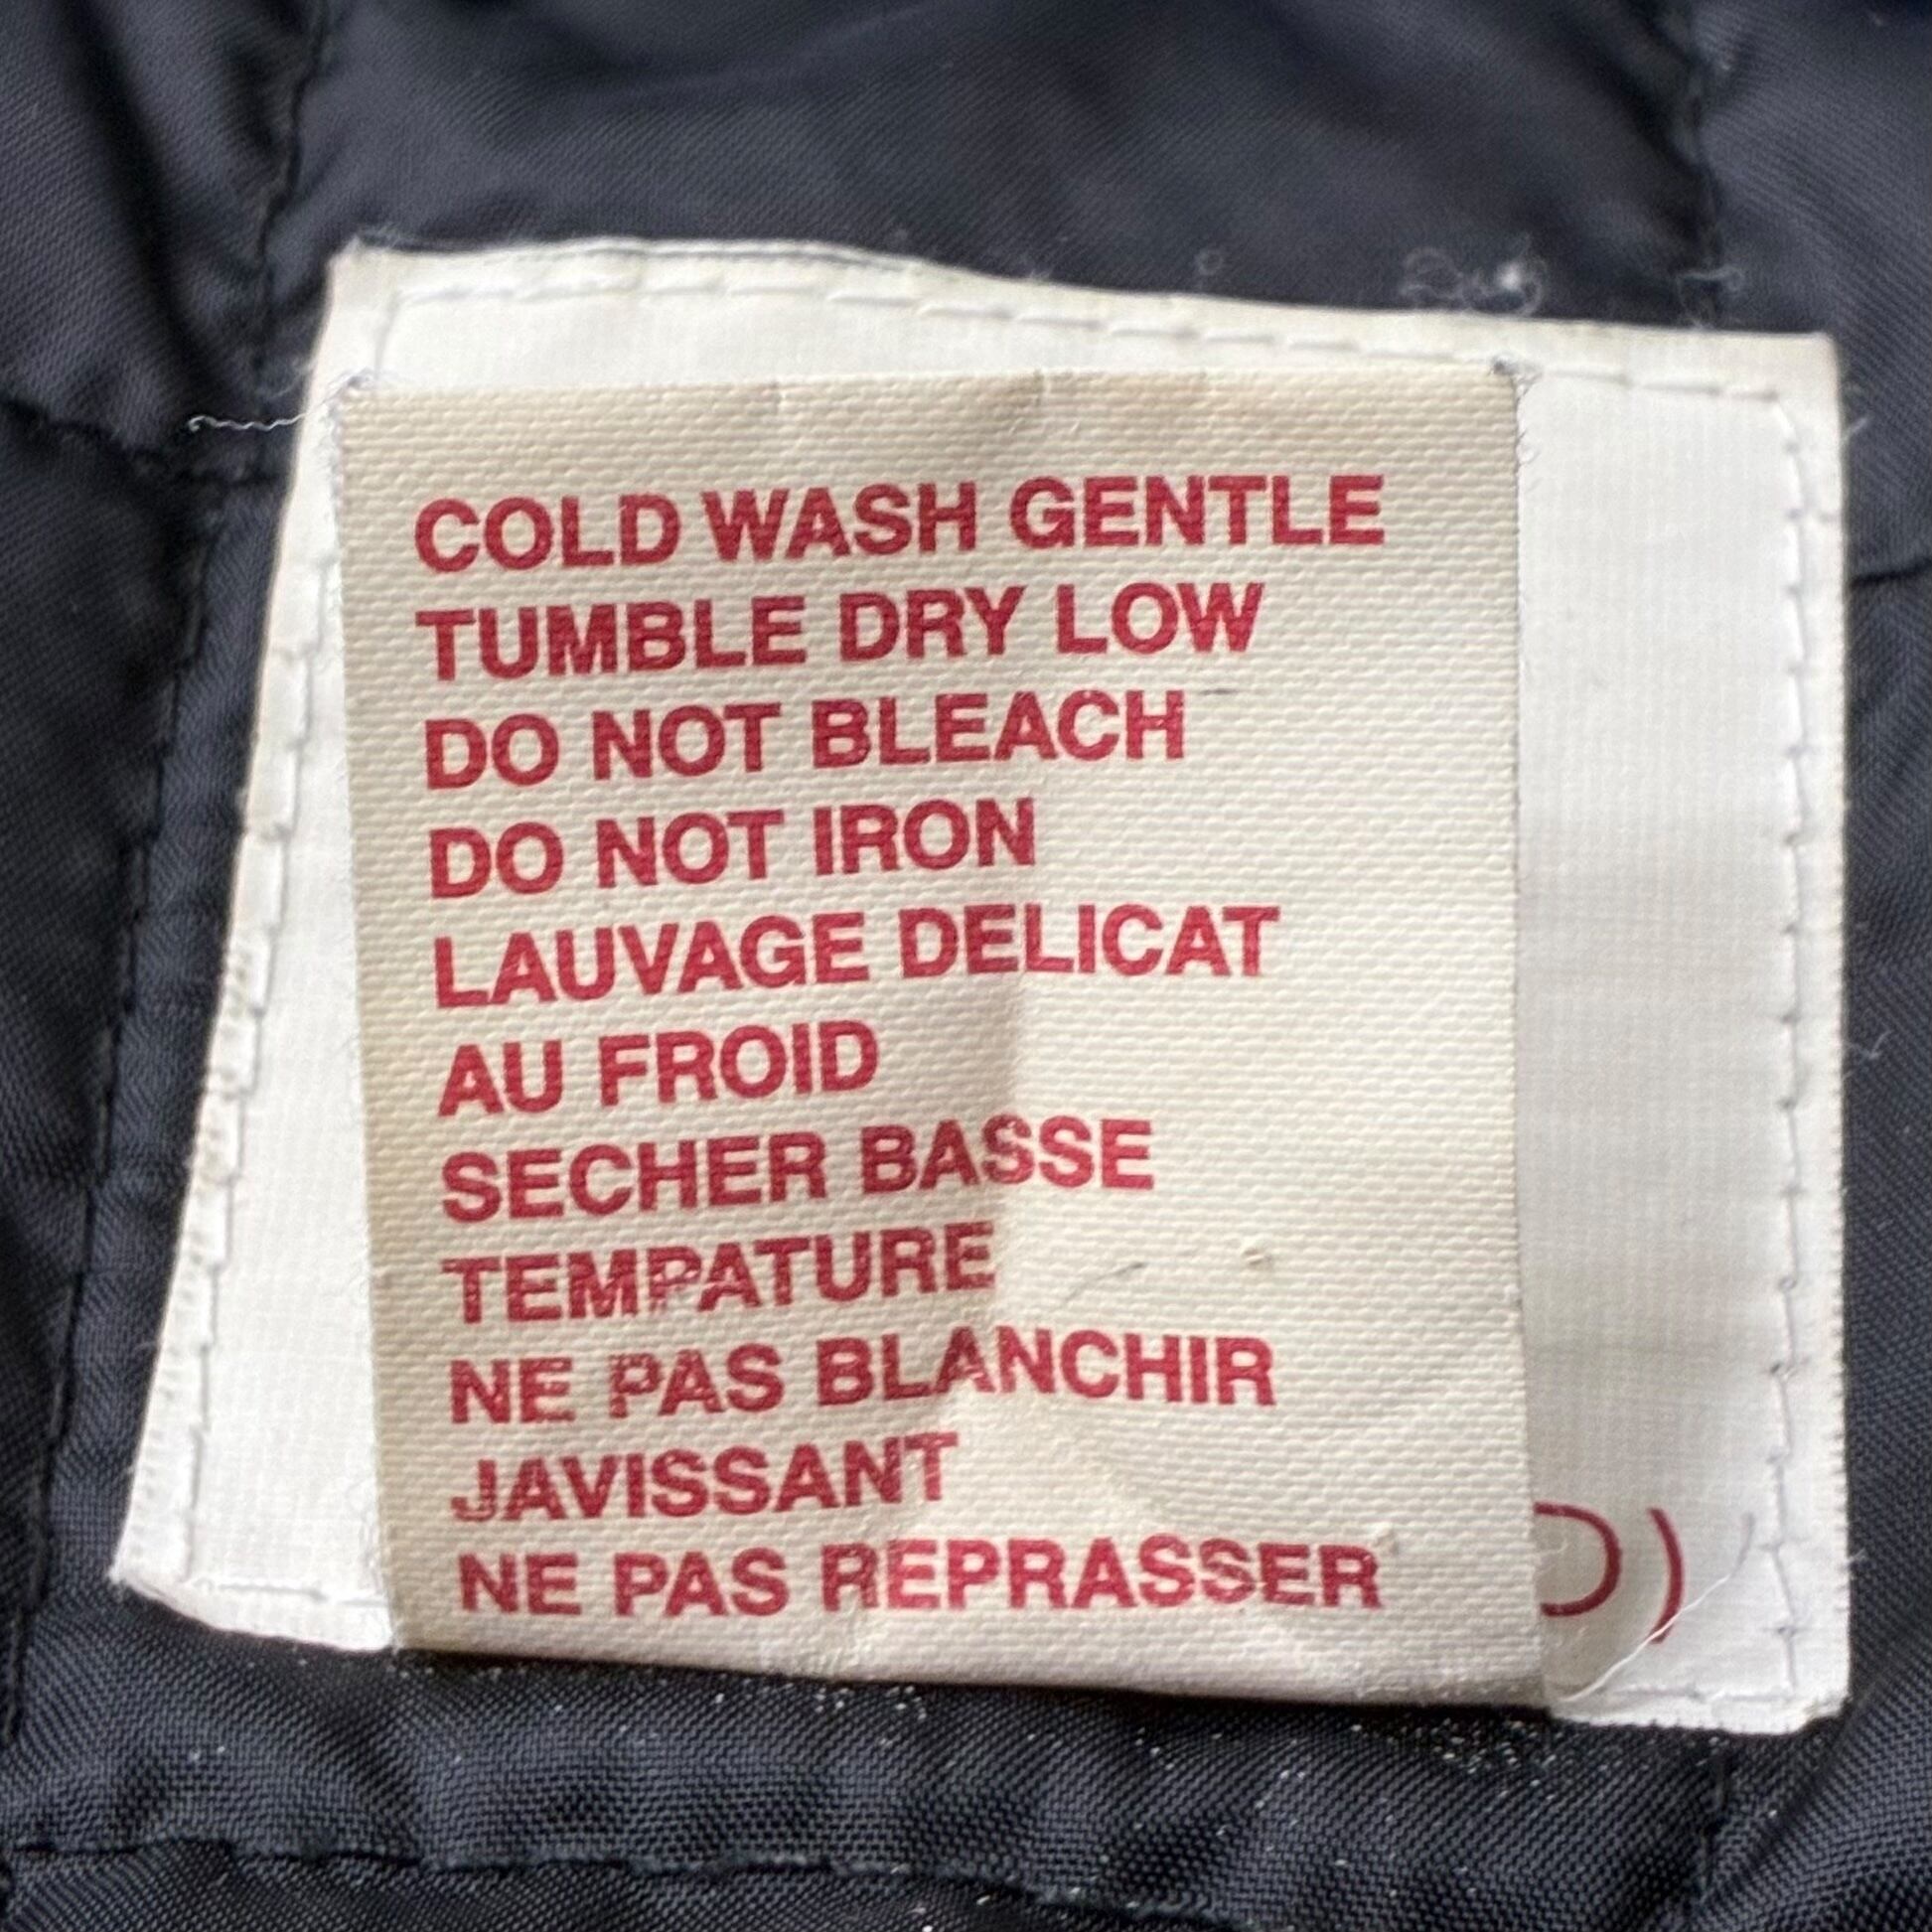 COLD WASH GENTLE
TUMBLE DRY LOW
DO NOT BLEACH
DO NOT IRON
LAUVAGE DELICAT
AU FROID
SECHER BASSE
TEMPATURE
NE PAS BLANCHIR
JAVISSANT
NE PAS REPRASSER